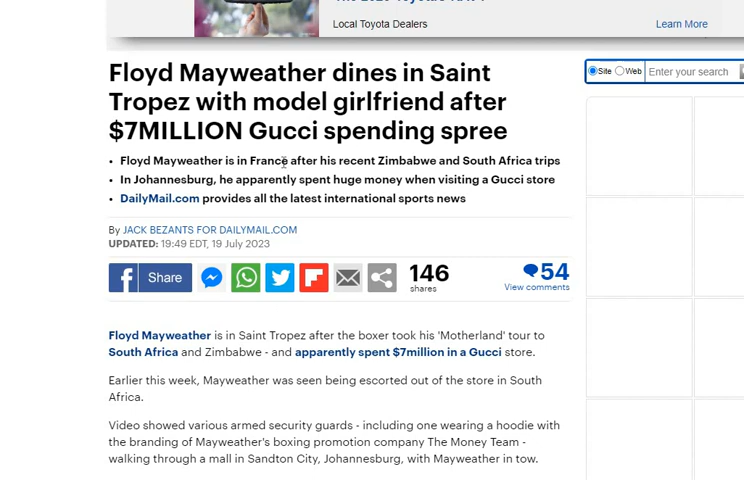 Local Toyota Dealers
Learn More
Floyd Mayweather dines in Saint
Tropez with model girlfriend after
$7MILLION Gucci spending spree
Site Web Enter your search
• Floyd Mayweather is in France after his recent Zimbabwe and South Africa trips
• In Johannesburg, he apparently spent huge money when visiting a Gucci store
• DailyMail.com provides all the latest international sports news
By JACK BEZANTS FOR DAILYMAIL.COM
UPDATED: 19:49 EDT, 19 July 2023
Share
146
shares
54
View comments
Floyd Mayweather is in Saint Tropez after the boxer took his 'Motherland' tour to
South Africa and Zimbabwe - and apparently spent $7million in a Gucci store.
Earlier this week, Mayweather was seen being escorted out of the store in South
Africa.
Video showed various armed security guards - including one wearing a hoodie with
the branding of Mayweather's boxing promotion company The Money Team -
walking through a mall in Sandton City, Johannesburg, with Mayweather in tow.